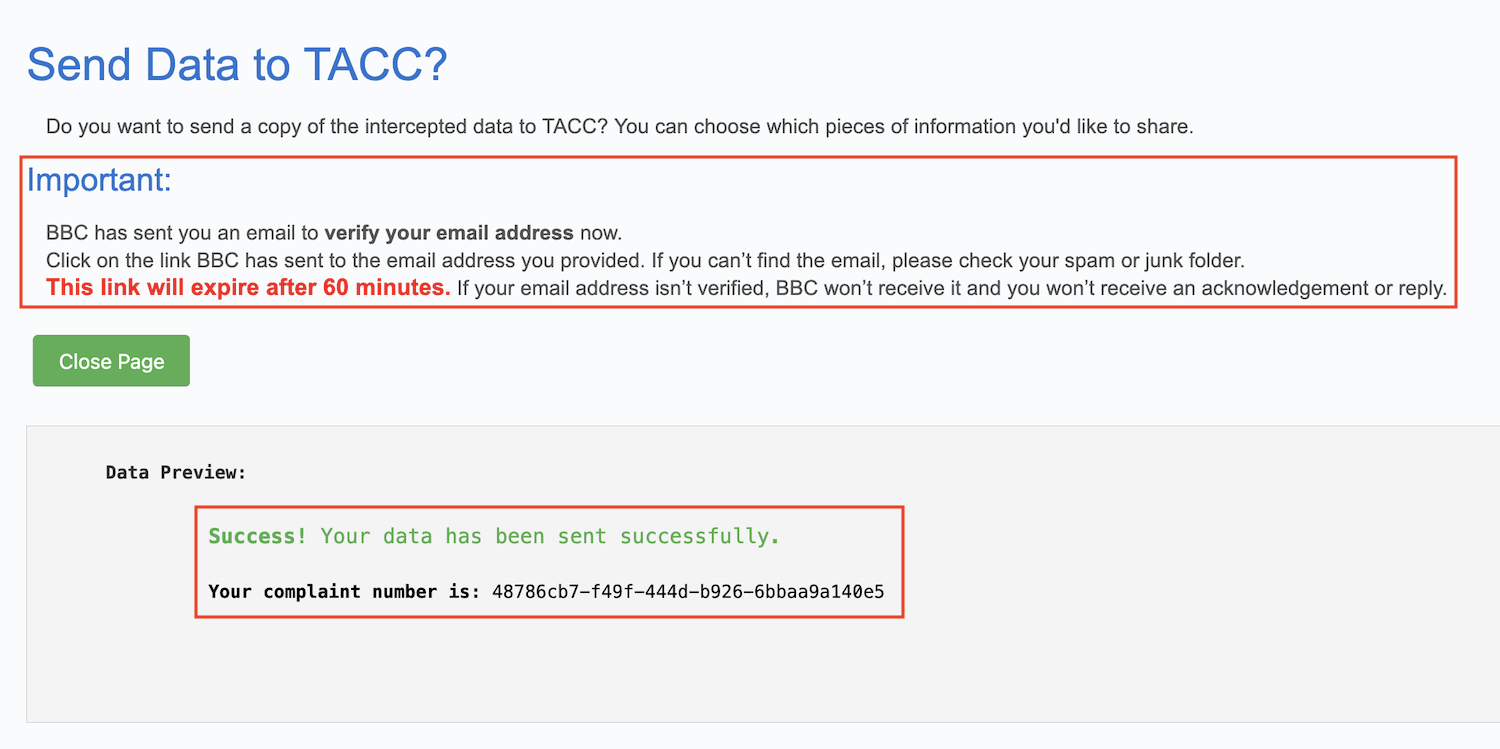 Send Data to TACC?
Do you want to send a copy of the intercepted data to TACC? You can choose which pieces of information you'd like to share.
Important:
BBC has sent you an email to verify your email address now.
Click on the link BBC has sent to the email address you provided. If you can’t find the email, please check your spam or junk folder.
This link will expire after 60 minutes. If your email address isn’t verified, BBC won’t receive it and you won’t receive an acknowledgement or reply.
Close Page
Data Preview:
Success! Your data has been sent successfully.
Your complaint number is: 48786cb7-f49f-444d-b926-6bbaa9a140e5